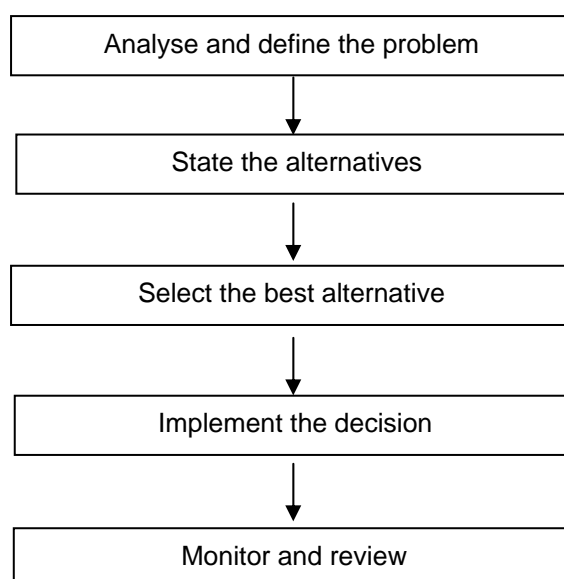 Analyse and define the problem
State the alternatives
Select the best alternative
Implement the decision
Monitor and review